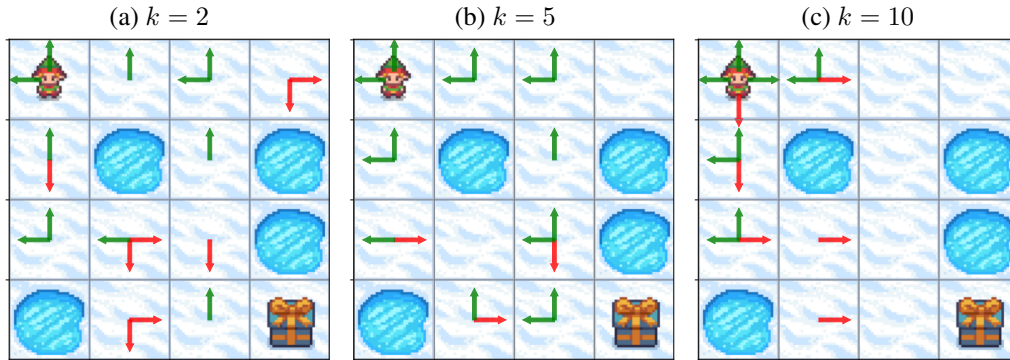 (a) k = 2
(b) k = 5
(c) k = 10